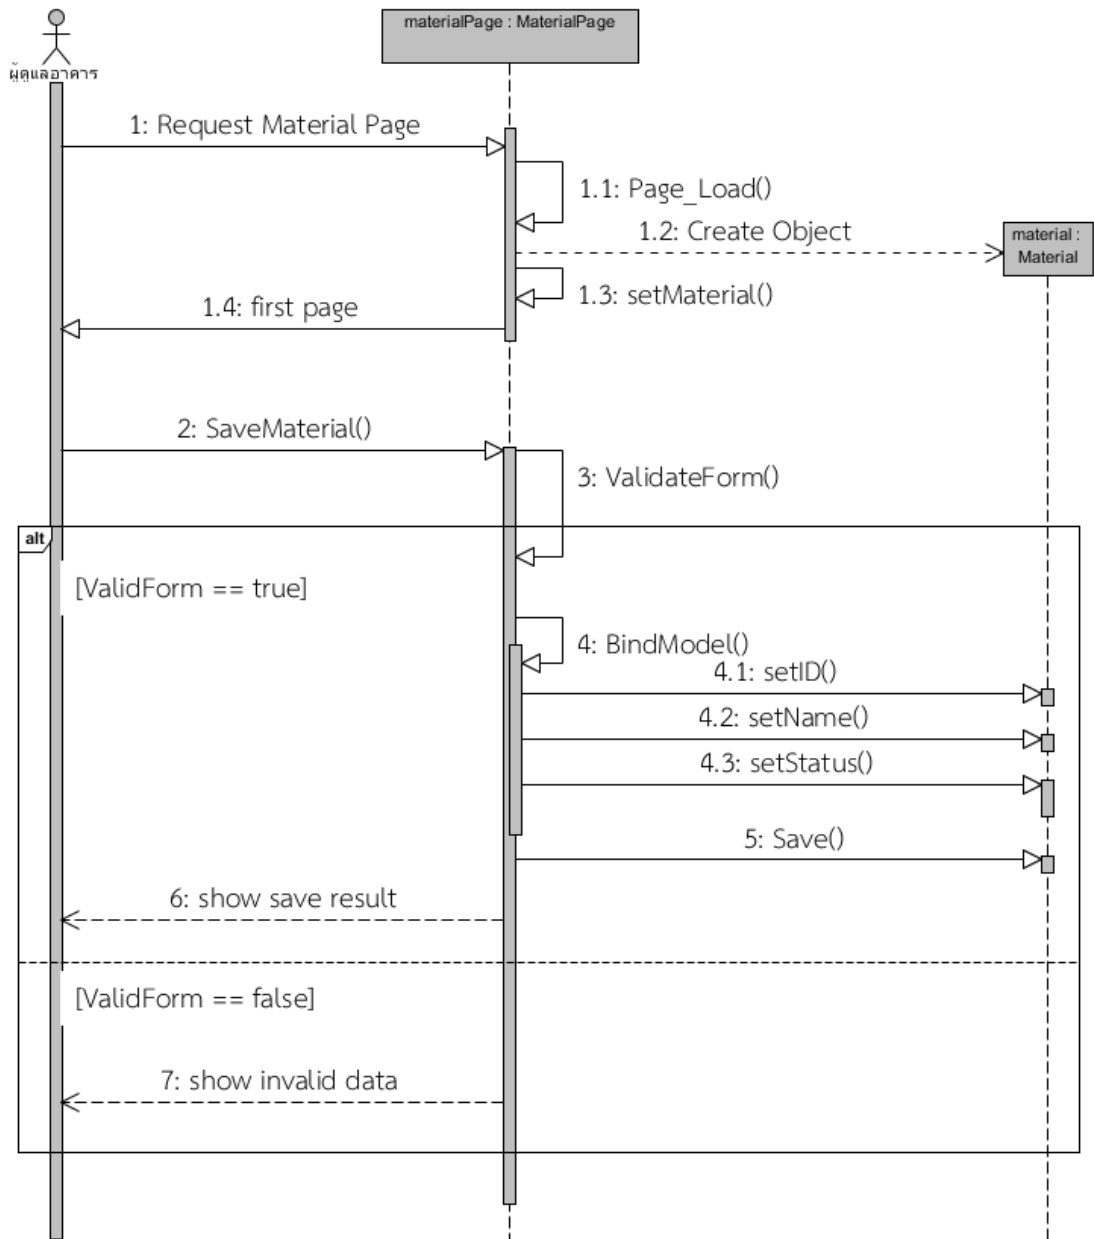 materialPage : MaterialPage
ผู้ดูแลอาคาร
1: Request Material Page
1.1: Page_Load()
1.2: Create Object
material :
Material
1.3: setMaterial()
1.4: first page
2: SaveMaterial()
3: ValidateForm()
alt
[ValidForm == true]
4: BindModel()
4.1: setID()
4.2: setName()
4.3: setStatus()
5: Save()
6: show save result
[ValidForm == false]
7: show invalid data